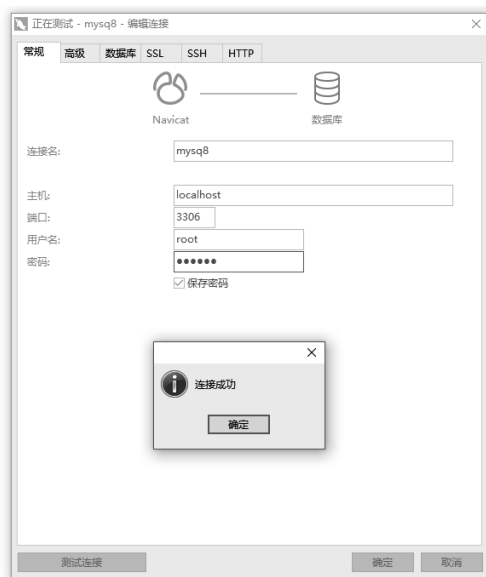 正在测试 - mysq8 - 编辑连接
常规 高级 数据库 SSL SSH HTTP
Navicat 数据库
连接名: mysq8
主机: localhost
端口: 3306
用户名: root
密码: ●●●●●●
保存密码
连接成功
确定
测试连接 确定 取消